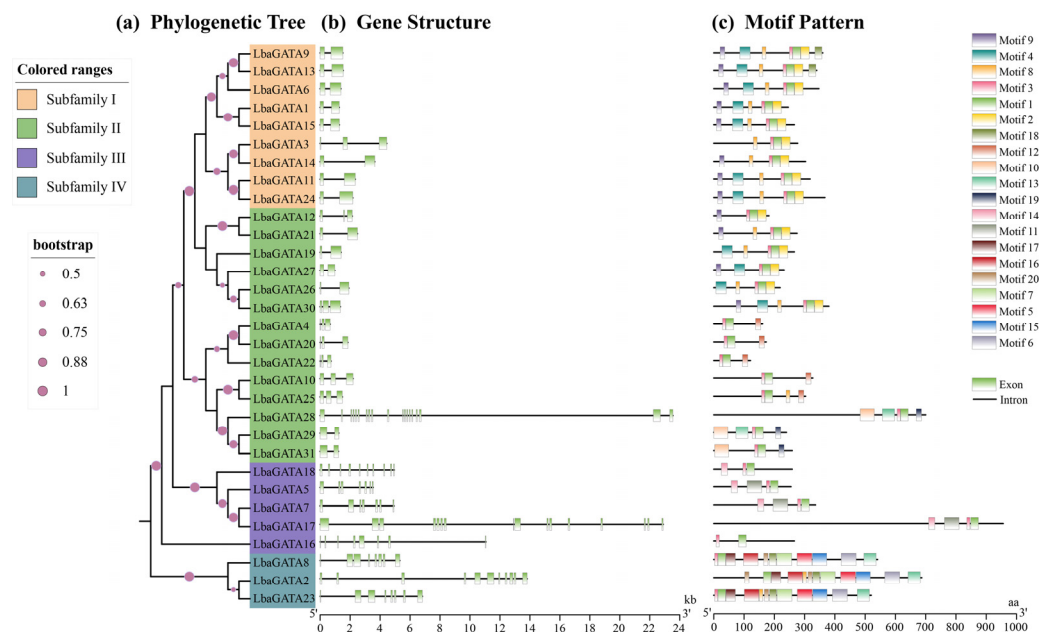 (a) Phylogenetic Tree
(b) Gene Structure
(c) Motif Pattern
Colored ranges
Subfamily I
Subfamily II
Subfamily III
Subfamily IV
bootstrap
0.5
0.63
0.75
0.88
1
LbaGATA9
LbaGATA13
LbaGATA6
LbaGATA1
LbaGATA15
LbaGATA3
LbaGATA14
LbaGATA11
LbaGATA24
LbaGATA12
LbaGATA21
LbaGATA19
LbaGATA27
LbaGATA26
LbaGATA30
LbaGATA4
LbaGATA20
LbaGATA22
LbaGATA10
LbaGATA25
LbaGATA28
LbaGATA29
LbaGATA31
LbaGATA18
LbaGATA5
LbaGATA7
LbaGATA17
LbaGATA16
LbaGATA8
LbaGATA2
LbaGATA23
5' kb 3'
0 2 4 6 8 10 12 14 16 18 20 22 24
5' aa 3'
0 100 200 300 400 500 600 700 800 900 1000
Motif 9
Motif 4
Motif 8
Motif 3
Motif 1
Motif 2
Motif 18
Motif 12
Motif 10
Motif 13
Motif 19
Motif 14
Motif 11
Motif 17
Motif 16
Motif 20
Motif 7
Motif 5
Motif 15
Motif 6
Exon
Intron